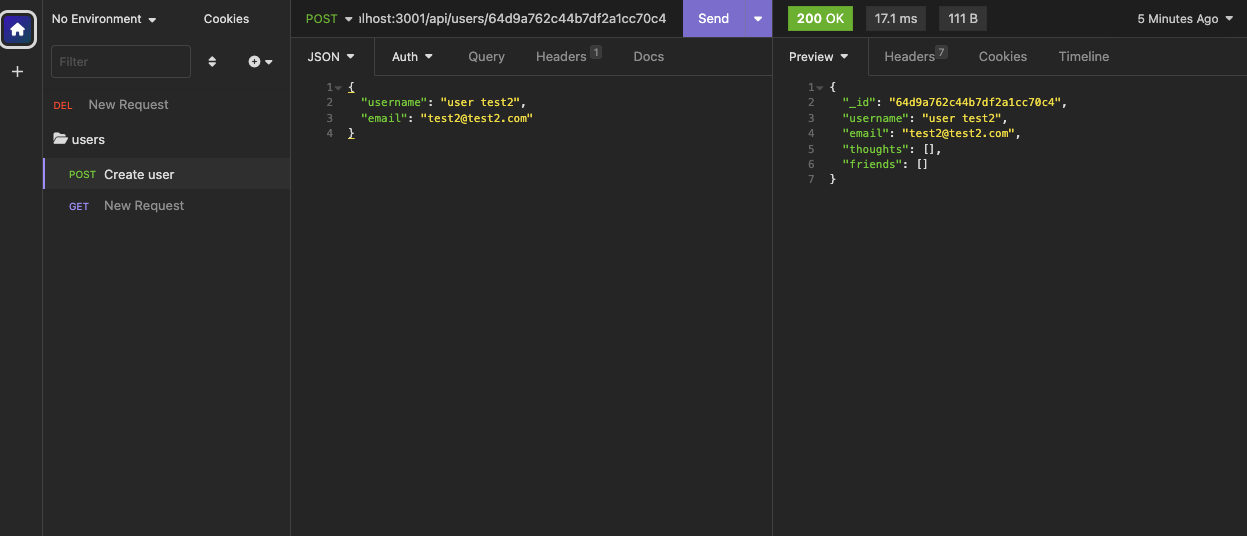 No Environment
Cookies
POST
lhost:3001/api/users/64d9a762c44b7df2a1cc70c4
Send
200 OK
17.1 ms
111 B
5 Minutes Ago
Filter
JSON
Auth
Query
Headers 1
Docs
Preview
Headers 7
Cookies
Timeline
DEL New Request
users
POST Create user
GET New Request
1 {
2 "username": "user test2",
3 "email": "test2@test2.com"
4 }
1 {
2 "_id": "64d9a762c44b7df2a1cc70c4",
3 "username": "user test2",
4 "email": "test2@test2.com",
5 "thoughts": [],
6 "friends": []
7 }